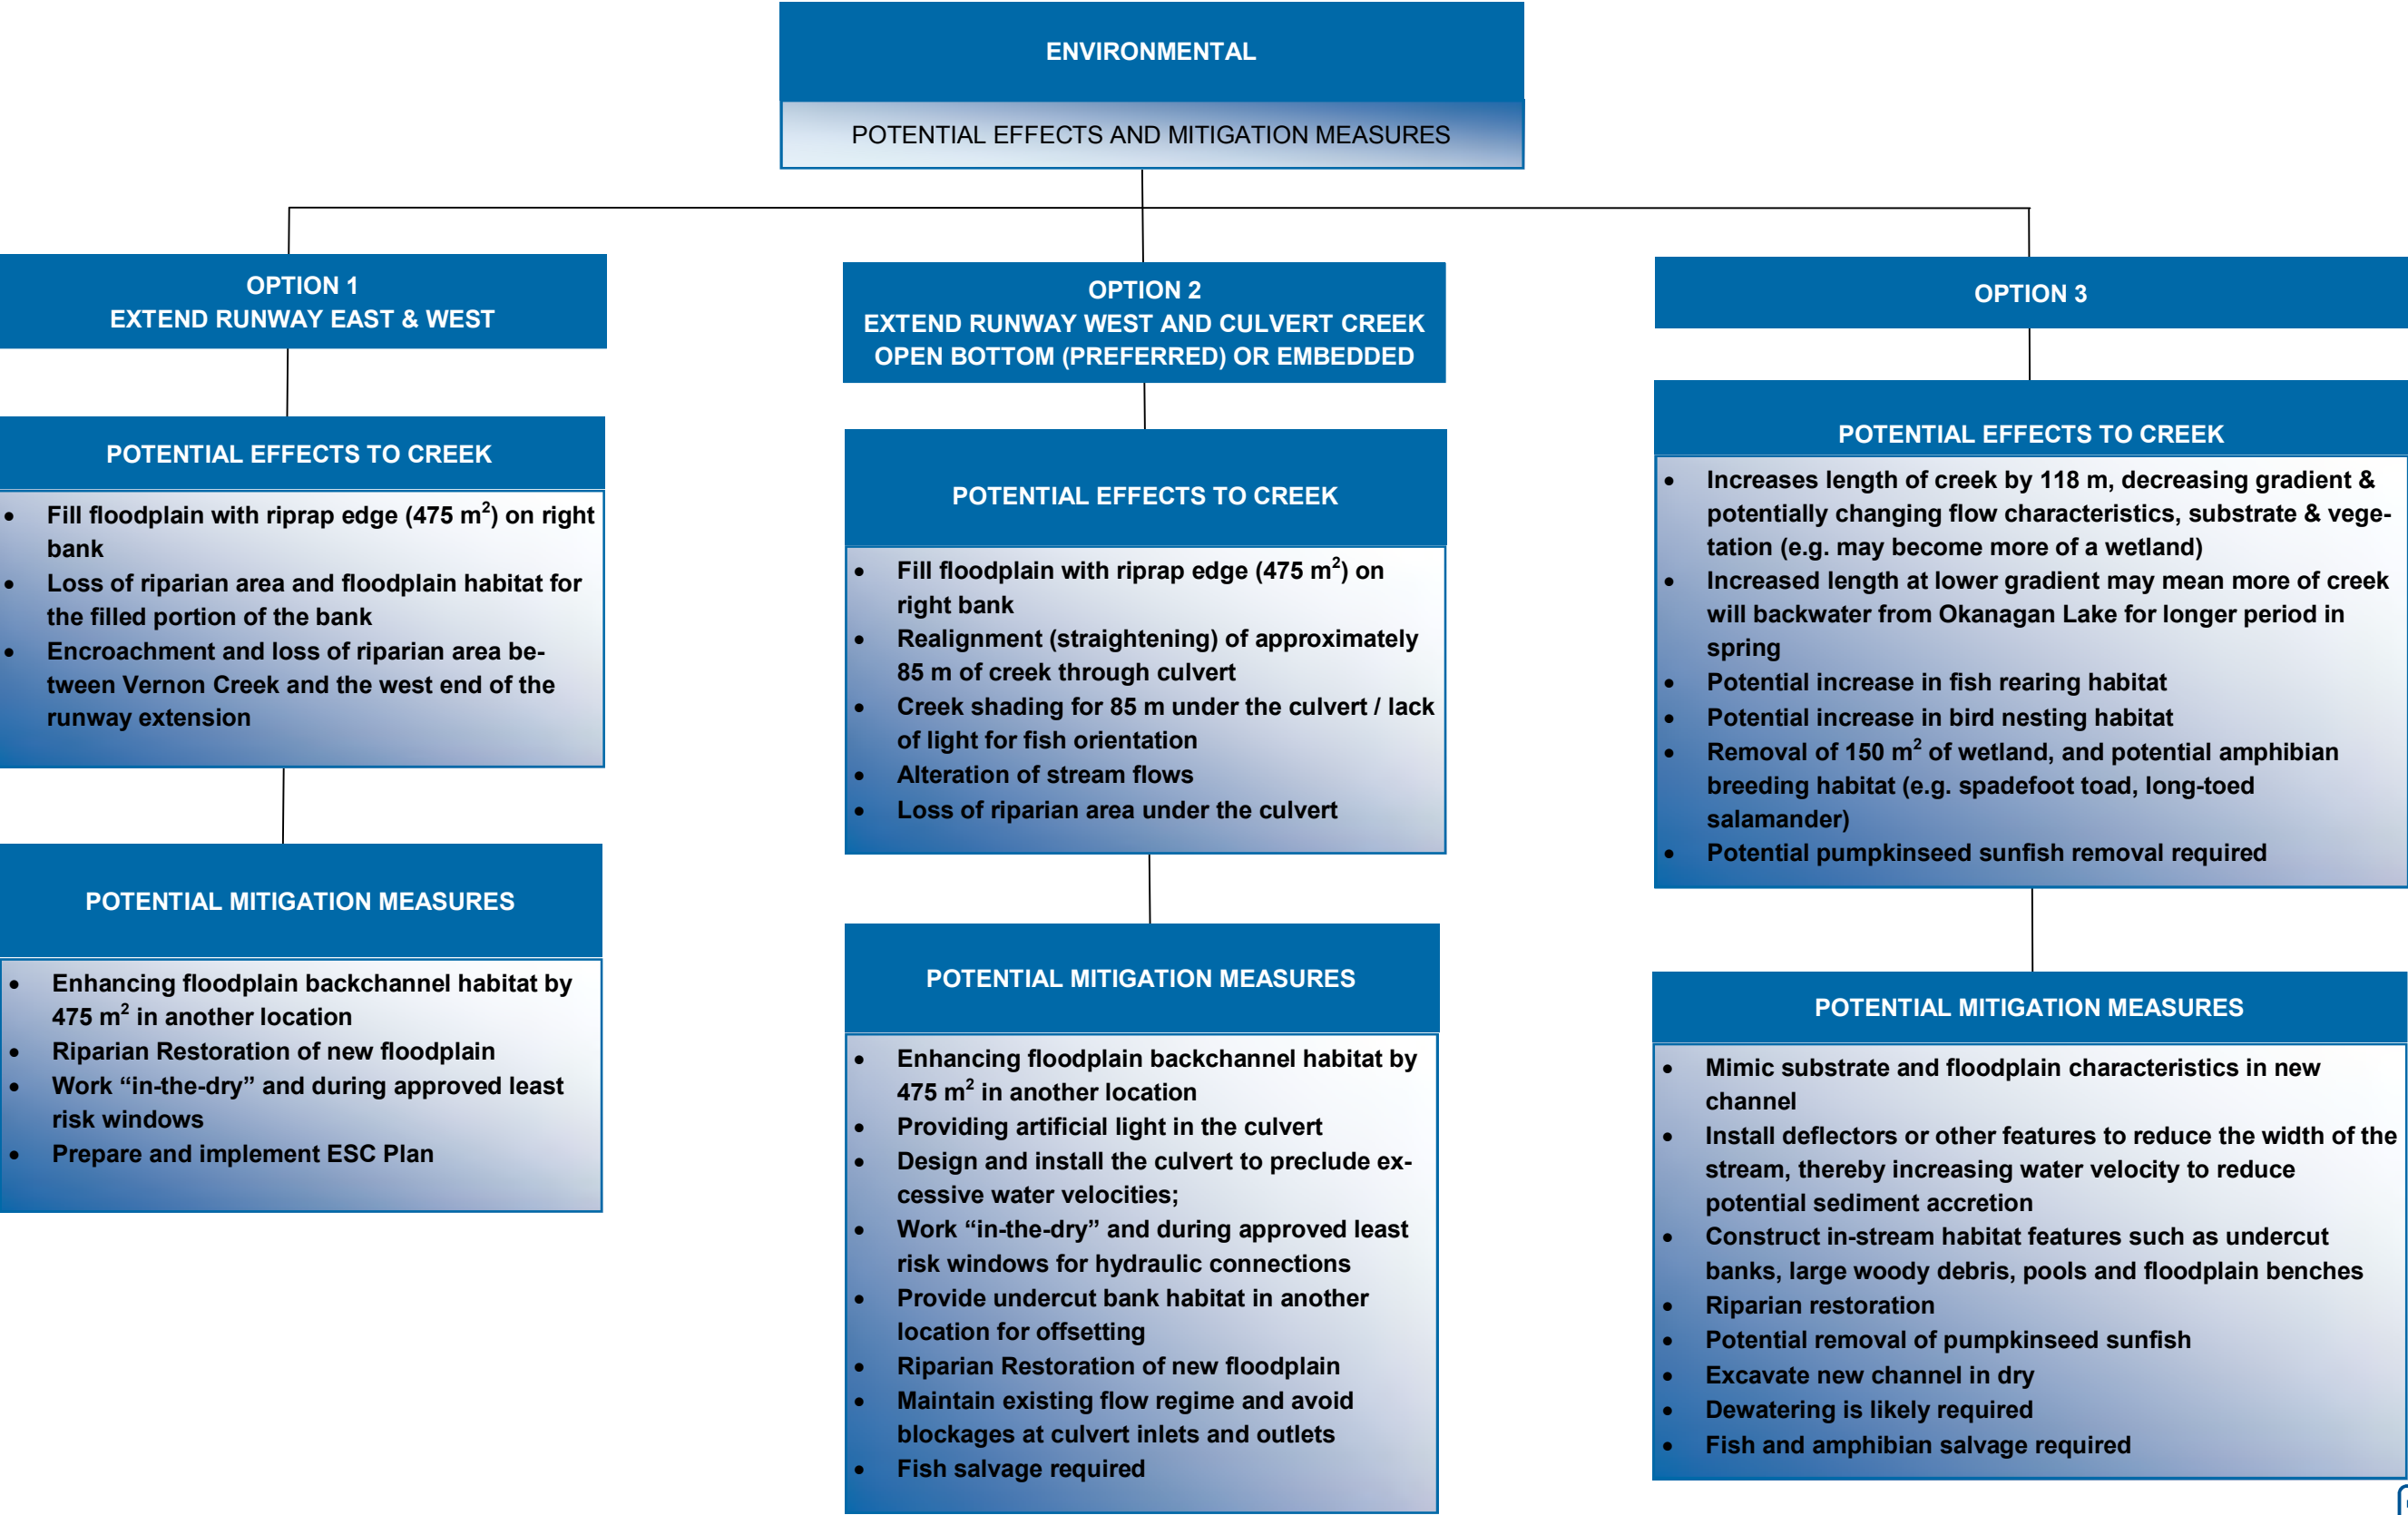 ENVIRONMENTAL
POTENTIAL EFFECTS AND MITIGATION MEASURES
OPTION 1
EXTEND RUNWAY EAST & WEST
POTENTIAL EFFECTS TO CREEK
• Fill floodplain with riprap edge (475 m²) on right
bank
• Loss of riparian area and floodplain habitat for
the filled portion of the bank
• Encroachment and loss of riparian area be-
tween Vernon Creek and the west end of the
runway extension
POTENTIAL MITIGATION MEASURES
• Enhancing floodplain backchannel habitat by
475 m² in another location
• Riparian Restoration of new floodplain
• Work “in-the-dry” and during approved least
risk windows
• Prepare and implement ESC Plan
OPTION 2
EXTEND RUNWAY WEST AND CULVERT CREEK
OPEN BOTTOM (PREFERRED) OR EMBEDDED
POTENTIAL EFFECTS TO CREEK
• Fill floodplain with riprap edge (475 m²) on
right bank
• Realignment (straightening) of approximately
85 m of creek through culvert
• Creek shading for 85 m under the culvert / lack
of light for fish orientation
• Alteration of stream flows
• Loss of riparian area under the culvert
POTENTIAL MITIGATION MEASURES
• Enhancing floodplain backchannel habitat by
475 m² in another location
• Providing artificial light in the culvert
• Design and install the culvert to preclude ex-
cessive water velocities;
• Work “in-the-dry” and during approved least
risk windows for hydraulic connections
• Provide undercut bank habitat in another
location for offsetting
• Riparian Restoration of new floodplain
• Maintain existing flow regime and avoid
blockages at culvert inlets and outlets
• Fish salvage required
OPTION 3
POTENTIAL EFFECTS TO CREEK
• Increases length of creek by 118 m, decreasing gradient &
potentially changing flow characteristics, substrate & vege-
tation (e.g. may become more of a wetland)
• Increased length at lower gradient may mean more of creek
will backwater from Okanagan Lake for longer period in
spring
• Potential increase in fish rearing habitat
• Potential increase in bird nesting habitat
• Removal of 150 m² of wetland, and potential amphibian
breeding habitat (e.g. spadefoot toad, long-toed
salamander)
• Potential pumpkinseed sunfish removal required
POTENTIAL MITIGATION MEASURES
• Mimic substrate and floodplain characteristics in new
channel
• Install deflectors or other features to reduce the width of the
stream, thereby increasing water velocity to reduce
potential sediment accretion
• Construct in-stream habitat features such as undercut
banks, large woody debris, pools and floodplain benches
• Riparian restoration
• Potential removal of pumpkinseed sunfish
• Excavate new channel in dry
• Dewatering is likely required
• Fish and amphibian salvage required